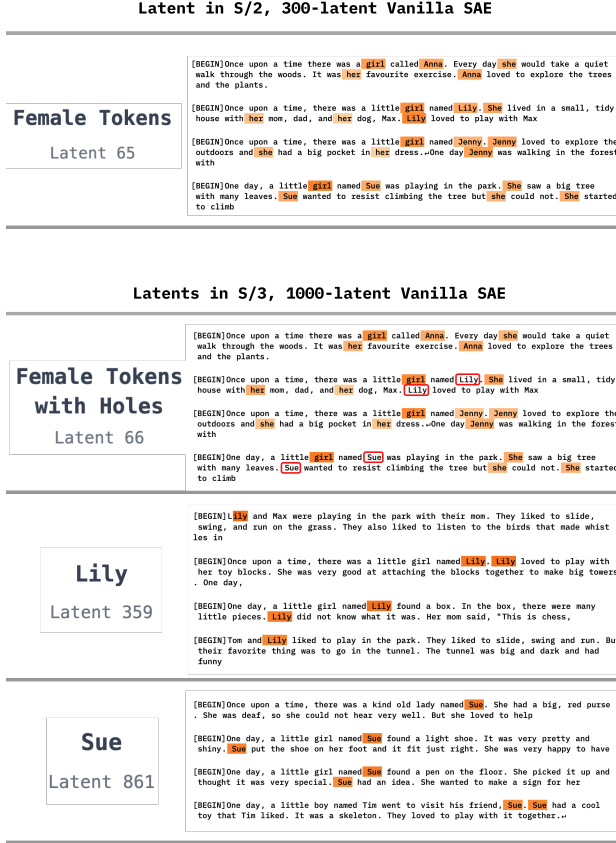 Latent in S/2, 300-latent Vanilla SAE
Female Tokens
Latent 65
[BEGIN]Once upon a time there was a girl called Anna. Every day she would take a quiet
walk through the woods. It was her favourite exercise. Anna loved to explore the trees
and the plants.
[BEGIN]Once upon a time, there was a little girl named Lily. She lived in a small, tidy
house with her mom, dad, and her dog, Max. Lily loved to play with Max
[BEGIN]Once upon a time, there was a little girl named Jenny. Jenny loved to explore the
outdoors and she had a big pocket in her dress.↵One day Jenny was walking in the forest
with
[BEGIN]One day, a little girl named Sue was playing in the park. She saw a big tree
with many leaves. Sue wanted to resist climbing the tree but she could not. She started
to climb
Latents in S/3, 1000-latent Vanilla SAE
Female Tokens
with Holes
Latent 66
[BEGIN]Once upon a time there was a girl called Anna. Every day she would take a quiet
walk through the woods. It was her favourite exercise. Anna loved to explore the trees
and the plants.
[BEGIN]Once upon a time, there was a little girl named Lily. She lived in a small, tidy
house with her mom, dad, and her dog, Max. Lily loved to play with Max
[BEGIN]Once upon a time, there was a little girl named Jenny. Jenny loved to explore the
outdoors and she had a big pocket in her dress.↵One day Jenny was walking in the forest
with
[BEGIN]One day, a little girl named Sue was playing in the park. She saw a big tree
with many leaves. Sue wanted to resist climbing the tree but she could not. She started
to climb
Lily
Latent 359
[BEGIN]Lily and Max were playing in the park with their mom. They liked to slide,
swing, and run on the grass. They also liked to listen to the birds that made whist
les in
[BEGIN]Once upon a time, there was a little girl named Lily. Lily loved to play with
her toy blocks. She was very good at attaching the blocks together to make big towers
. One day,
[BEGIN]One day, a little girl named Lily found a box. In the box, there were many
little pieces. Lily did not know what it was. Her mom said, "This is chess,
[BEGIN]Tom and Lily liked to play in the park. They liked to slide, swing and run. But
their favorite thing was to go in the tunnel. The tunnel was big and dark and had
funny
Sue
Latent 861
[BEGIN]Once upon a time, there was a kind old lady named Sue. She had a big, red purse
. She was deaf, so she could not hear very well. But she loved to help
[BEGIN]One day, a little girl named Sue found a light shoe. It was very pretty and
shiny. Sue put the shoe on her foot and it fit just right. She was very happy to have
[BEGIN]One day, a little girl named Sue found a pen on the floor. She picked it up and
thought it was very special. Sue had an idea. She wanted to make a sign for her
[BEGIN]One day, a little boy named Tim went to visit his friend, Sue. Sue had a cool
toy that Tim liked. It was a skeleton. They loved to play with it together.↵